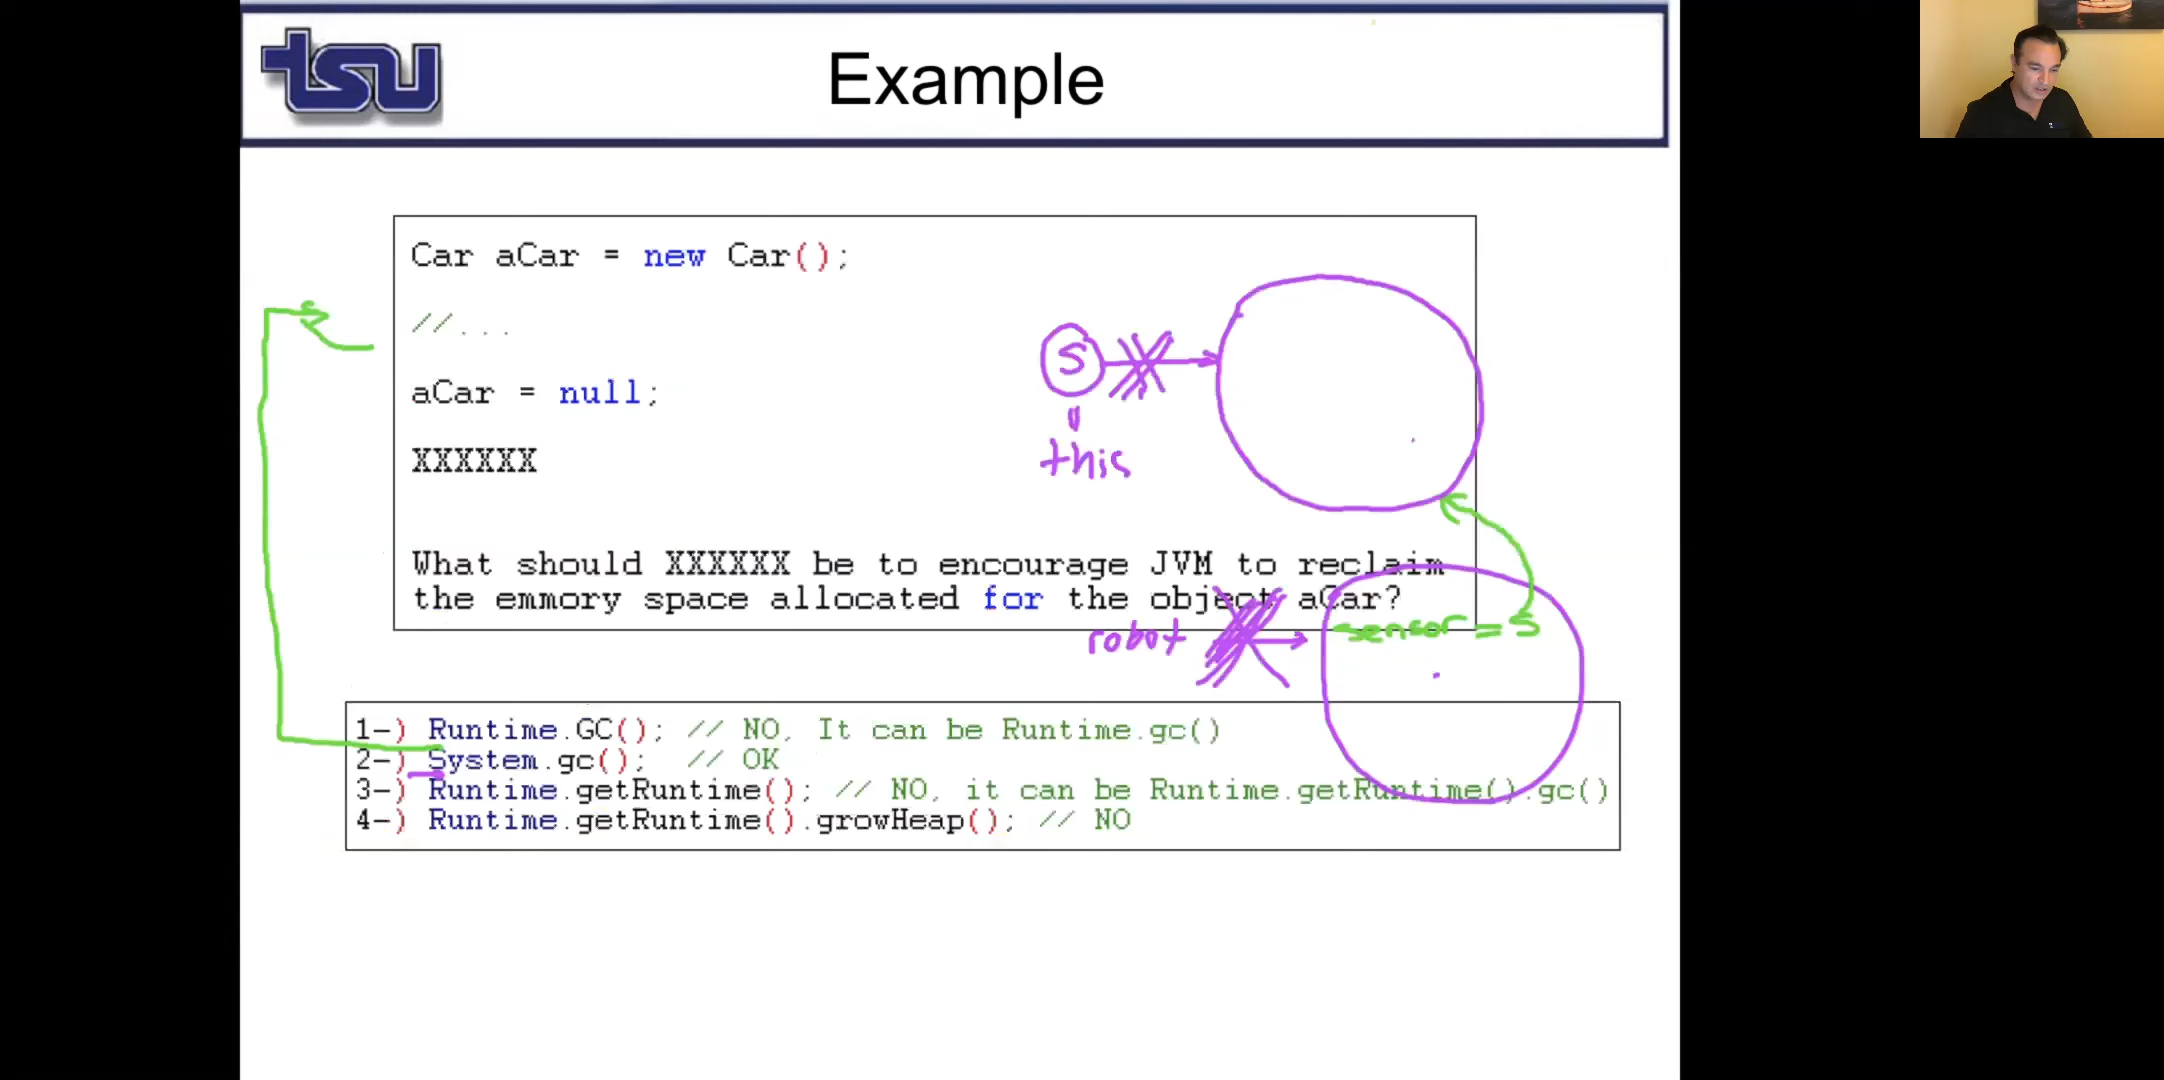 tsu
Example
Car aCar = new Car();
//...
aCar = null;
XXXXXX
S
this
What should XXXXXX be to encourage JVM to reclaim
the emmory space allocated for the object aCar?
robot
sensor = S
1-) Runtime.GC(); // NO, It can be Runtime.gc()
2-) System.gc(); // OK
3-) Runtime.getRuntime(); // NO, it can be Runtime.getRuntime().gc()
4-) Runtime.getRuntime().growHeap(); // NO